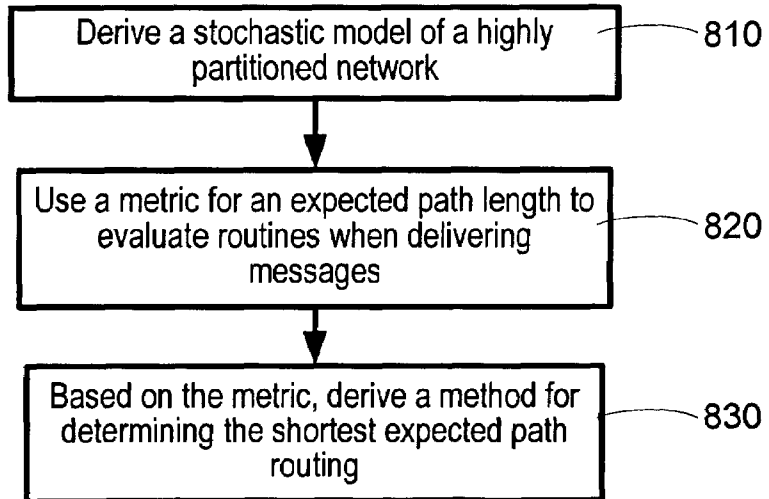 Derive a stochastic model of a highly
partitioned network
810
Use a metric for an expected path length to
evaluate routines when delivering
messages
820
Based on the metric, derive a method for
determining the shortest expected path
routing
830